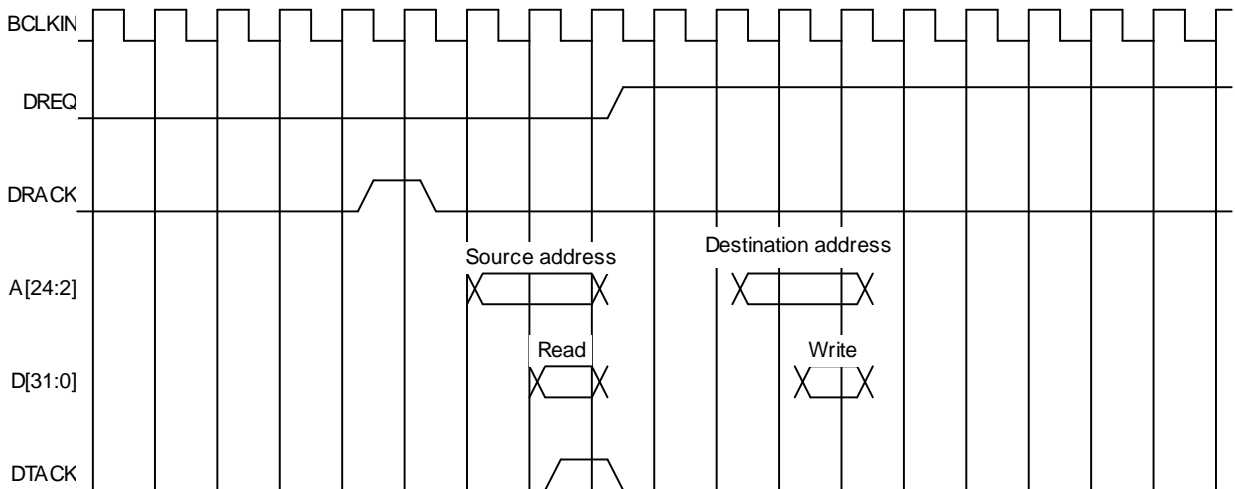 BCLKIN
DREQ
DRACK
Destination address
Source address
A[24:2]
Read
Write
D[31:0]
DTACK